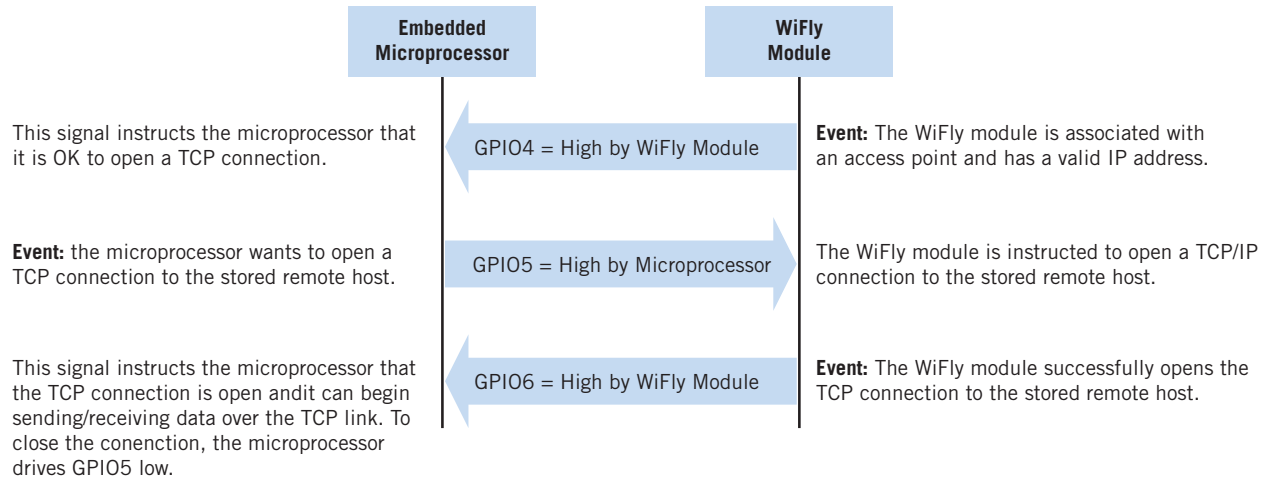 Embedded
Microprocessor
WiFly
Module
This signal instructs the microprocessor that
it is OK to open a TCP connection.
GPIO4 = High by WiFly Module
Event: The WiFly module is associated with
an access point and has a valid IP address.
Event: the microprocessor wants to open a
TCP connection to the stored remote host.
GPIO5 = High by Microprocessor
The WiFly module is instructed to open a TCP/IP
connection to the stored remote host.
This signal instructs the microprocessor that
the TCP connection is open andit can begin
sending/receiving data over the TCP link. To
close the conenction, the microprocessor
drives GPIO5 low.
GPIO6 = High by WiFly Module
Event: The WiFly module successfully opens the
TCP connection to the stored remote host.